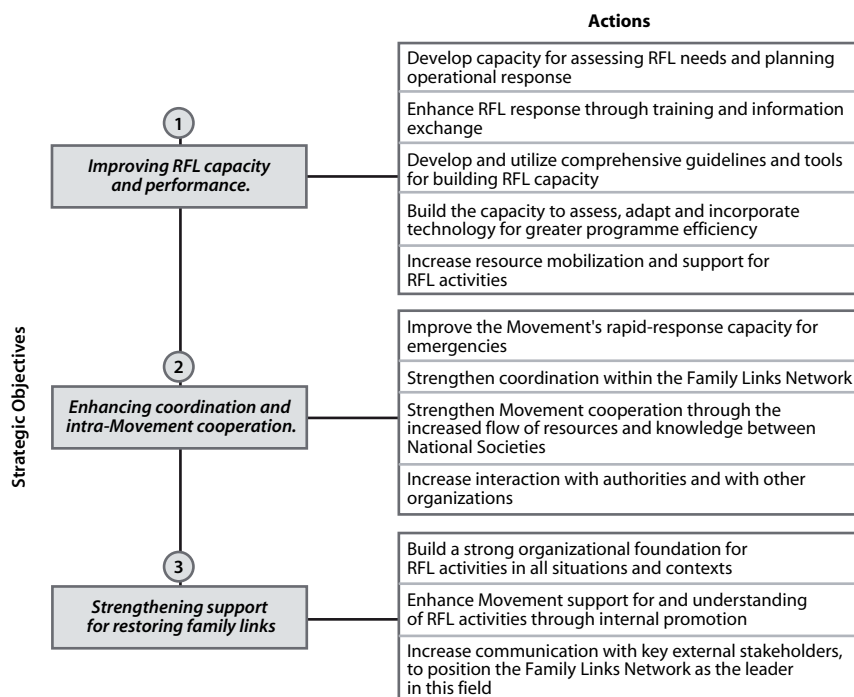 Actions
Strategic Objectives
1
Improving RFL capacity
and performance.
Develop capacity for assessing RFL needs and planning
operational response
Enhance RFL response through training and information
exchange
Develop and utilize comprehensive guidelines and tools
for building RFL capacity
Build the capacity to assess, adapt and incorporate
technology for greater programme efficiency
Increase resource mobilization and support for
RFL activities
2
Enhancing coordination and
intra-Movement cooperation.
Improve the Movement's rapid-response capacity for
emergencies
Strengthen coordination within the Family Links Network
Strengthen Movement cooperation through the
increased flow of resources and knowledge between
National Societies
Increase interaction with authorities and with other
organizations
3
Strengthening support
for restoring family links
Build a strong organizational foundation for
RFL activities in all situations and contexts
Enhance Movement support for and understanding
of RFL activities through internal promotion
Increase communication with key external stakeholders,
to position the Family Links Network as the leader
in this field